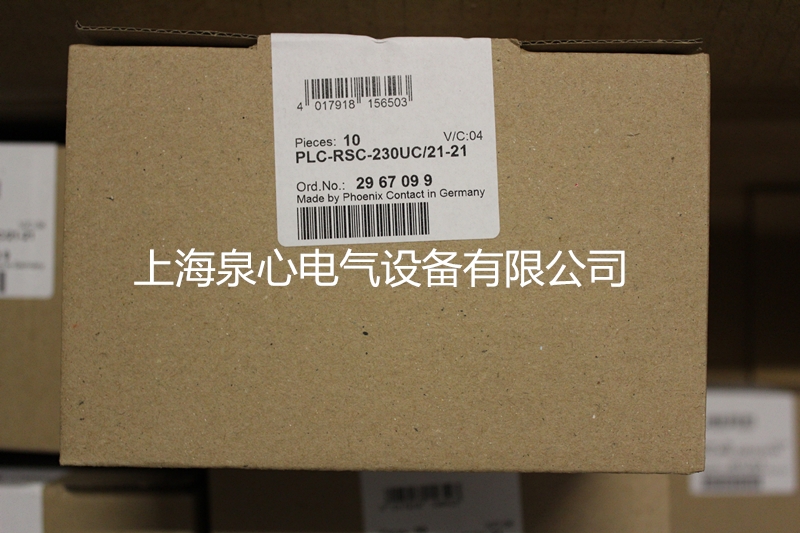 4 017918 156503
Pieces: 10 V/C:04
PLC-RSC-230UC/21-21
Ord.No.: 29 67 09 9
Made by Phoenix Contact in Germany
上海泉心电气设备有限公司